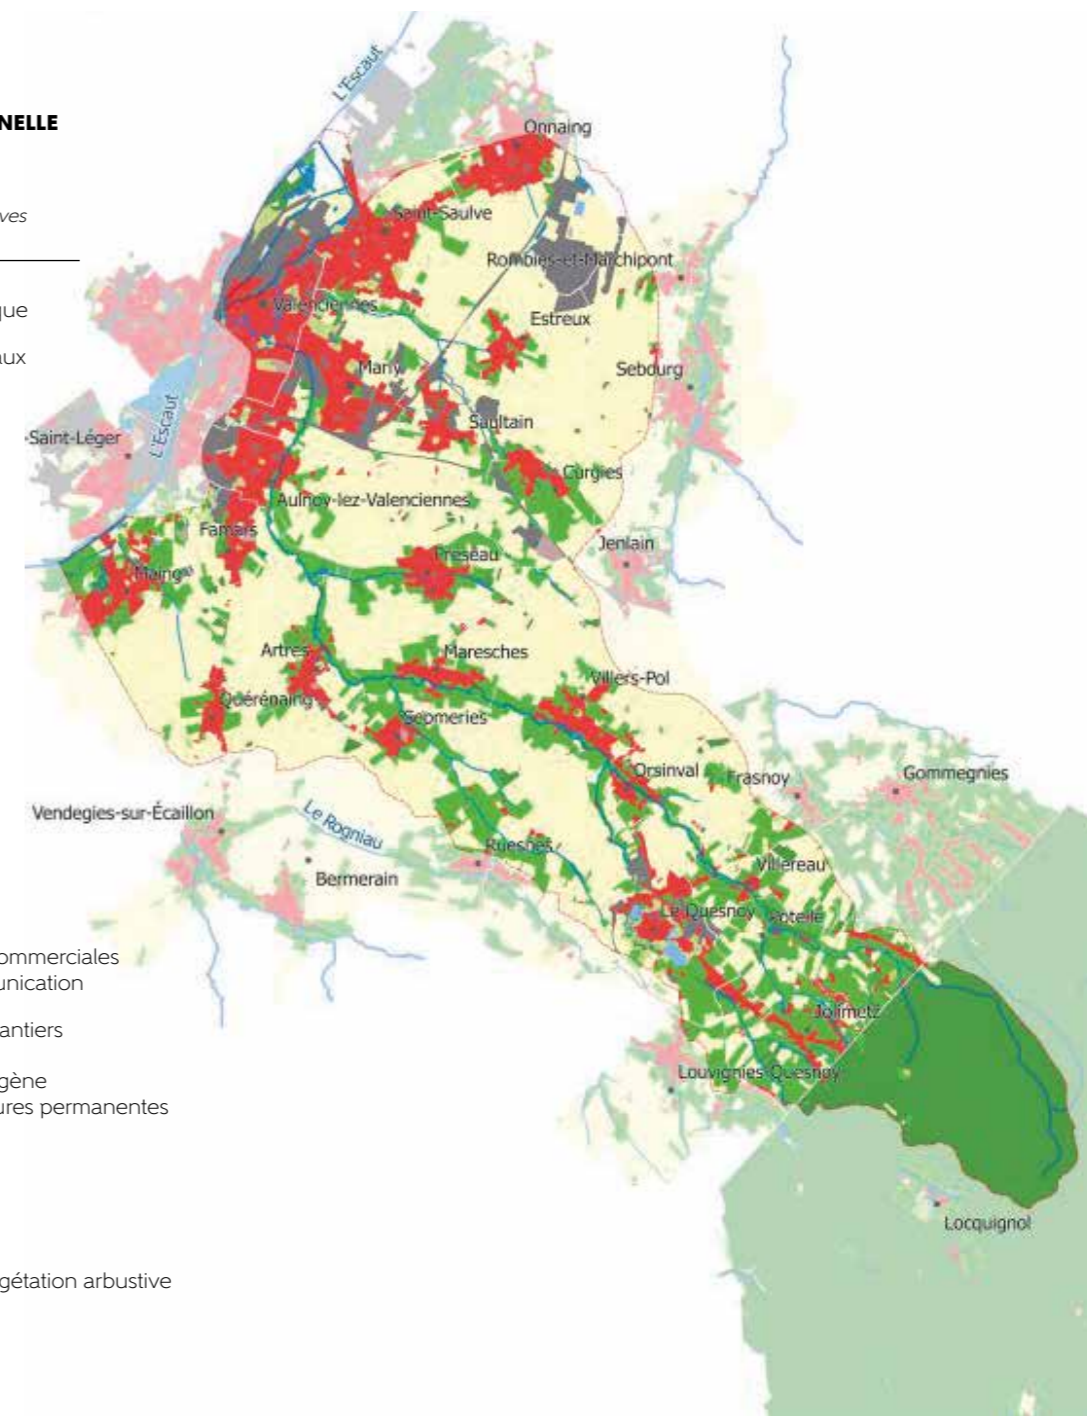 NELLE
ves
que
aux
ommerciales
unication
antiers
gène
ures permanentes
gétation arbustive
L'Escaut
Onnaing
Saint-Saulve
Rombies-et-Marchipont
Valenciennes
Estreux
Marly
Sebourg
L'Escaut
Saultain
-Saint-Léger
Curgies
Aulnoy-lez-Valenciennes
Famars
Jenlain
Préseau
Maing
Artres
Maresches
Villers-Pol
Quérénaing
Sepmeries
Orsinval
Frasnoy
Gommegnies
Vendegies-sur-Écaillon
Le Rogniau
Ruesnes
Villereau
Bermerain
Le Quesnoy
Potelle
Jolimetz
Louvignies-Quesnoy
Locquignol